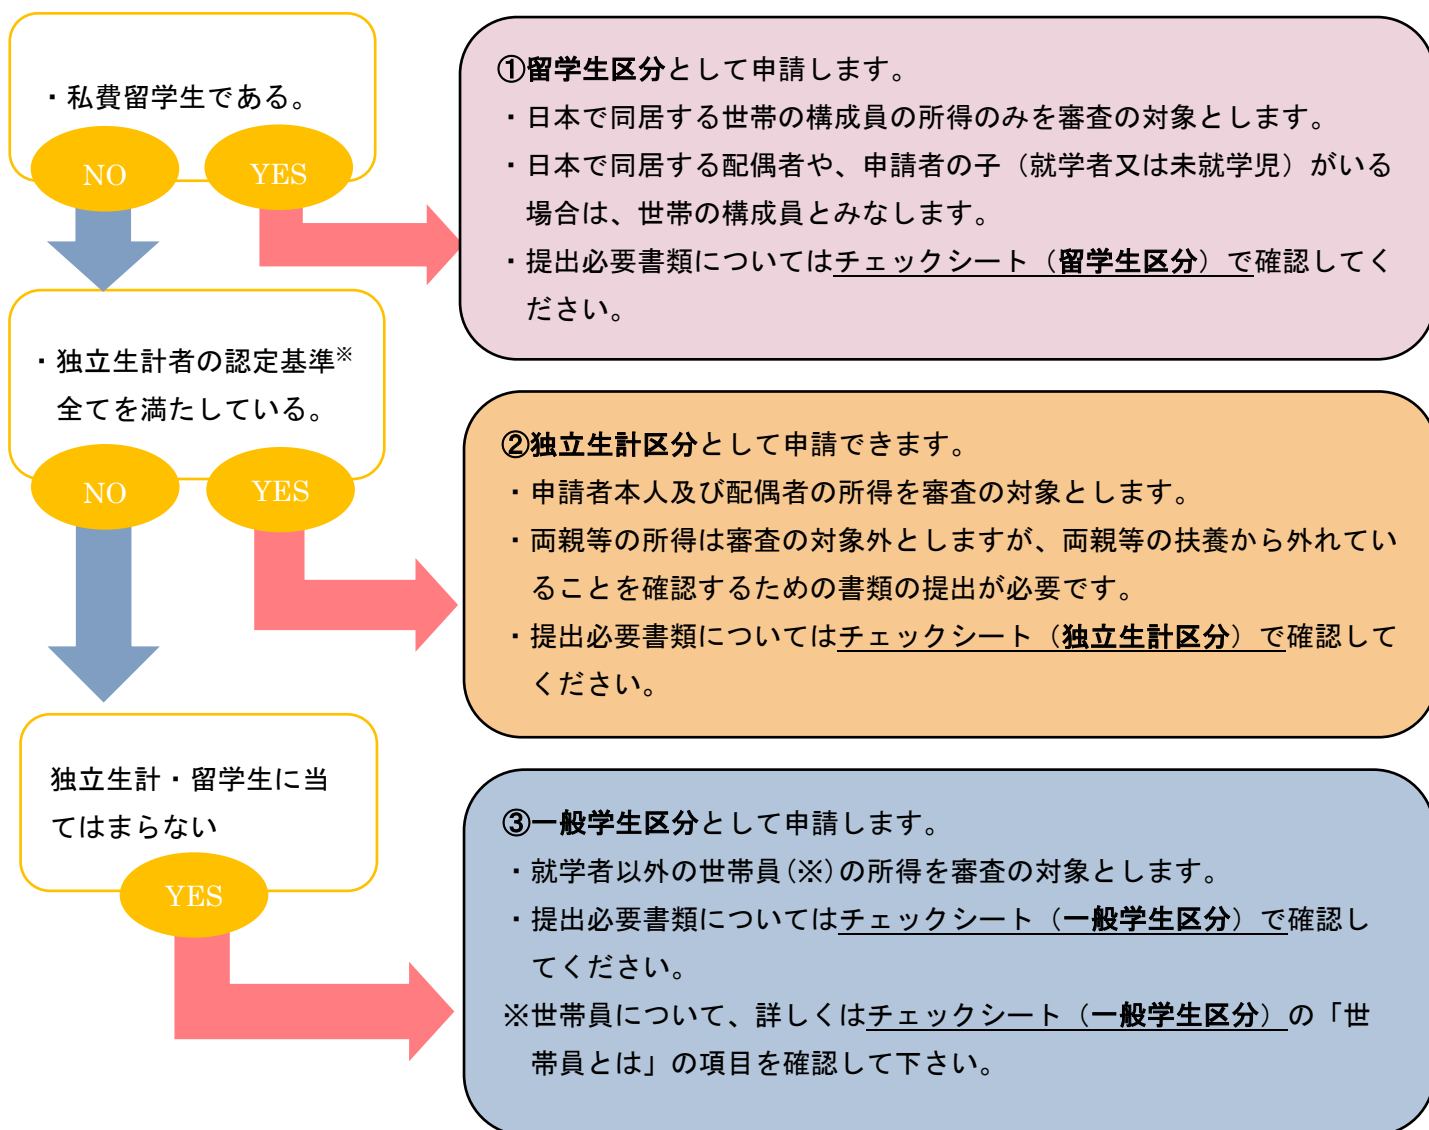 ・私費留学生である。
NO
YES
①留学生区分として申請します。
・日本で同居する世帯の構成員の所得のみを審査の対象とします。
・日本で同居する配偶者や、申請者の子（就学者又は未就学児）がいる
場合は、世帯の構成員とみなします。
・提出必要書類についてはチェックシート（留学生区分）で確認してく
ださい。
・独立生計者の認定基準※
全てを満たしている。
NO
YES
②独立生計区分として申請できます。
・申請者本人及び配偶者の所得を審査の対象とします。
・両親等の所得は審査の対象外としますが、両親等の扶養から外れてい
ることを確認するための書類の提出が必要です。
・提出必要書類についてはチェックシート（独立生計区分）で確認して
ください。
独立生計・留学生に当
てはまらない
YES
③一般学生区分として申請します。
・就学者以外の世帯員(※)の所得を審査の対象とします。
・提出必要書類についてはチェックシート（一般学生区分）で確認し
てください。
※世帯員について、詳しくはチェックシート（一般学生区分）の「世
帯員とは」の項目を確認して下さい。